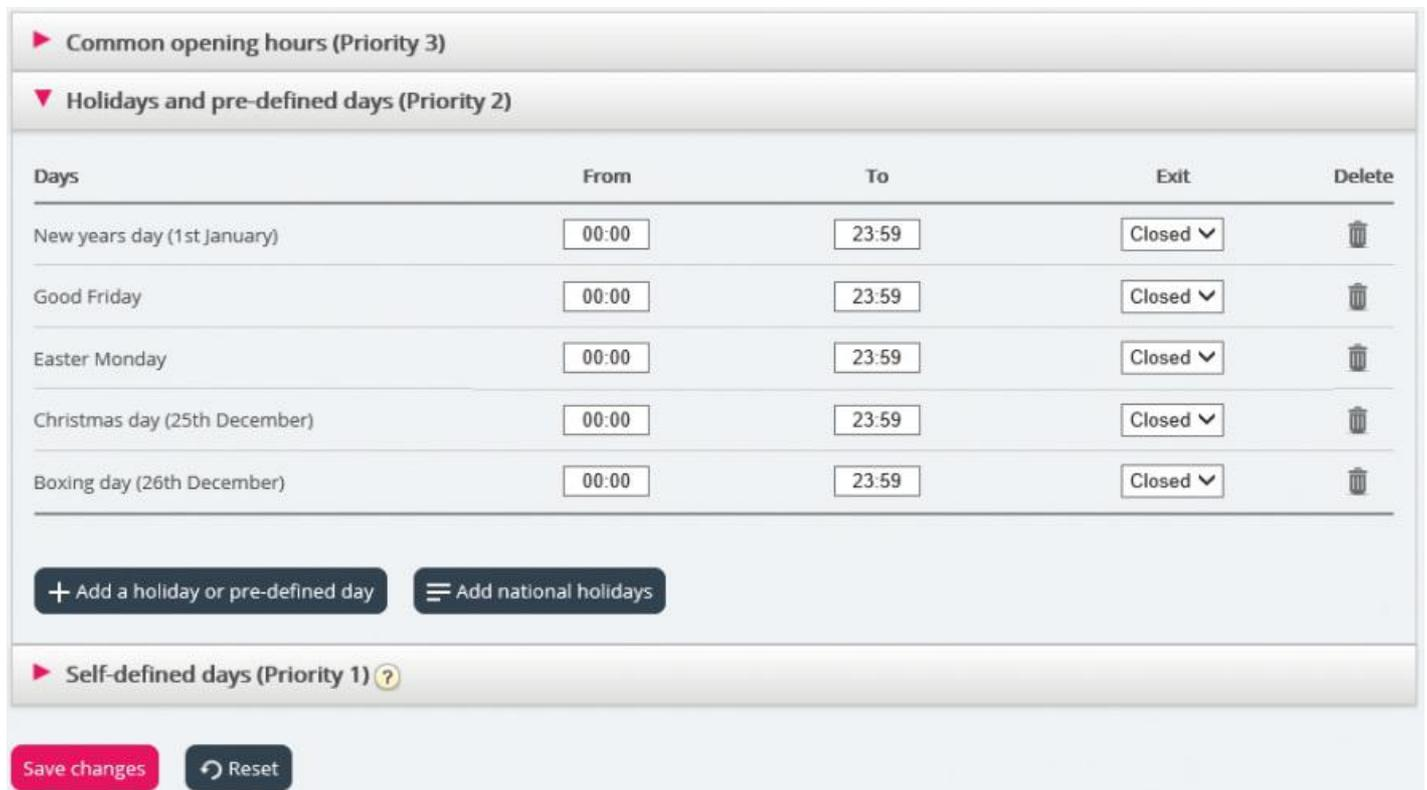 Common opening hours (Priority 3)
Holidays and pre-defined days (Priority 2)
Days From To Exit Delete
New years day (1st January) 00:00 23:59 Closed
Good Friday 00:00 23:59 Closed
Easter Monday 00:00 23:59 Closed
Christmas day (25th December) 00:00 23:59 Closed
Boxing day (26th December) 00:00 23:59 Closed
+ Add a holiday or pre-defined day Add national holidays
Self-defined days (Priority 1) ?
Save changes Reset